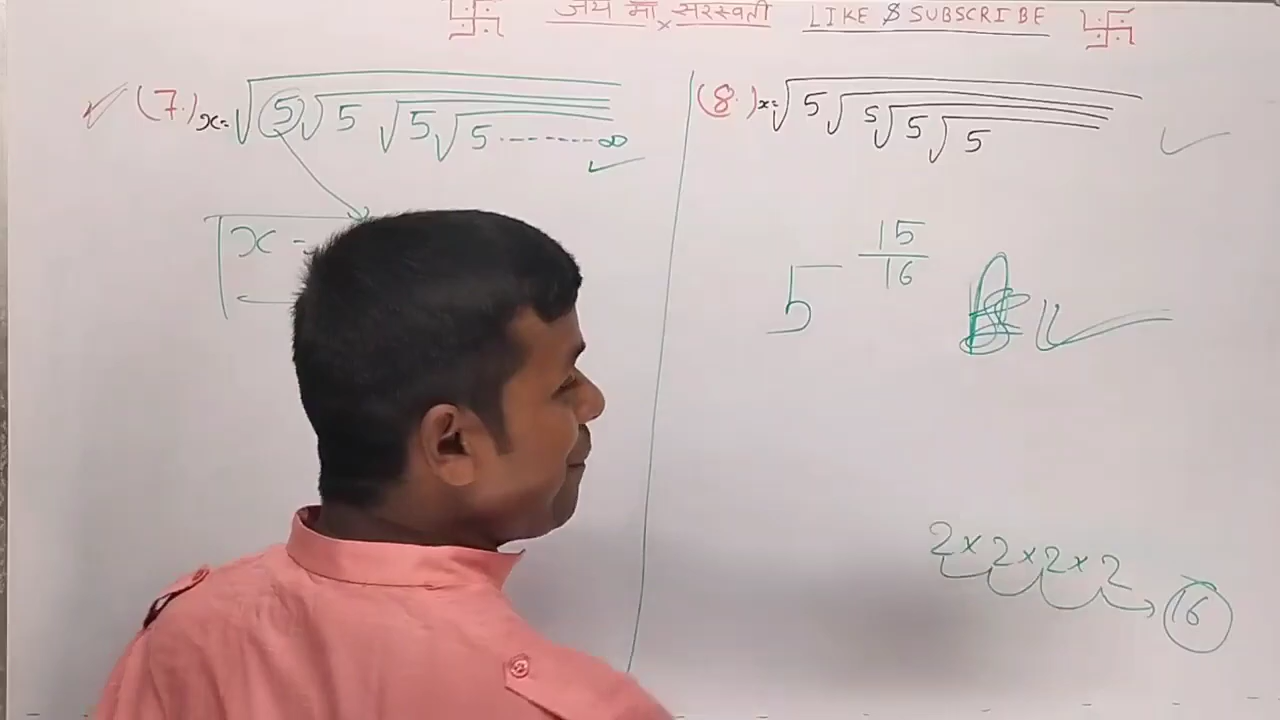 जय माँ सरस्वती LIKE & SUBSCRIBE
(7.) x=√5√5√5√5-------∞
x =
(8.) x=√5√5√5√5
5^15/16
2×2×2×2 16